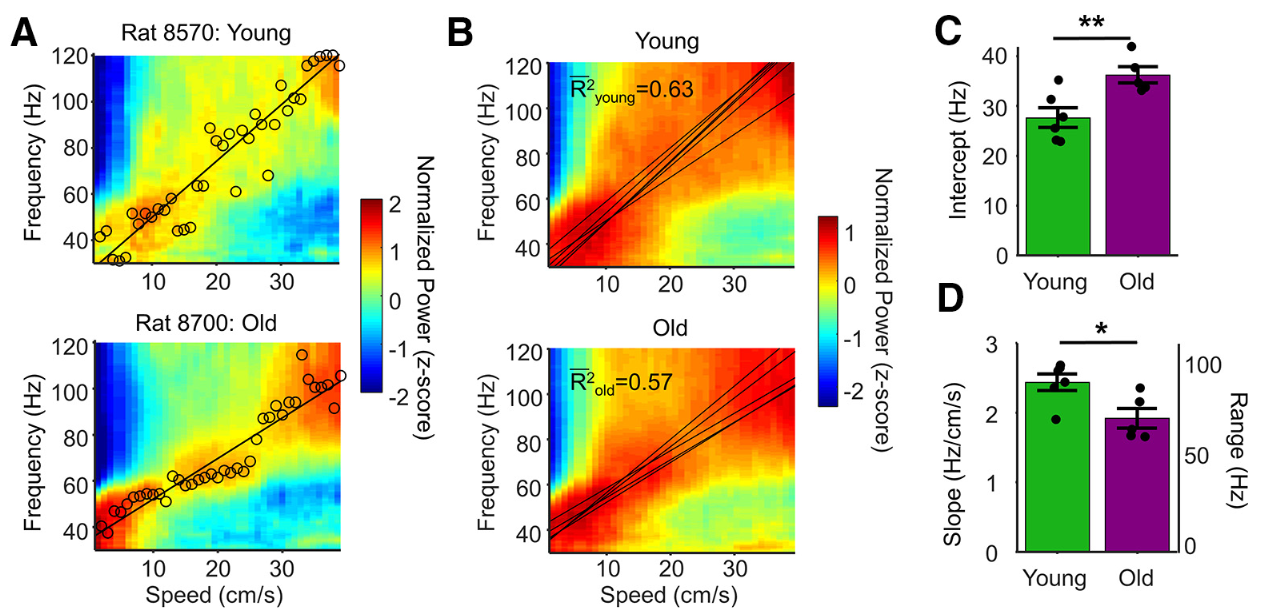 A
Rat 8570: Young
Frequency (Hz)
120
100
80
60
40
10 20 30
Rat 8700: Old
Frequency (Hz)
120
100
80
60
40
10 20 30
Speed (cm/s)
Normalized Power (z-score)
2
1
0
-1
-2
B
Young
R²young=0.63
Frequency (Hz)
120
100
80
60
40
10 20 30
Old
R²old=0.57
Frequency (Hz)
120
100
80
60
40
10 20 30
Speed (cm/s)
Normalized Power (z-score)
1
0
-1
-2
C
**
Intercept (Hz)
40
30
20
10
0
Young Old
D
*
Slope (Hz/cm/s)
3
2
1
0
Young Old
100
50
0
Range (Hz)